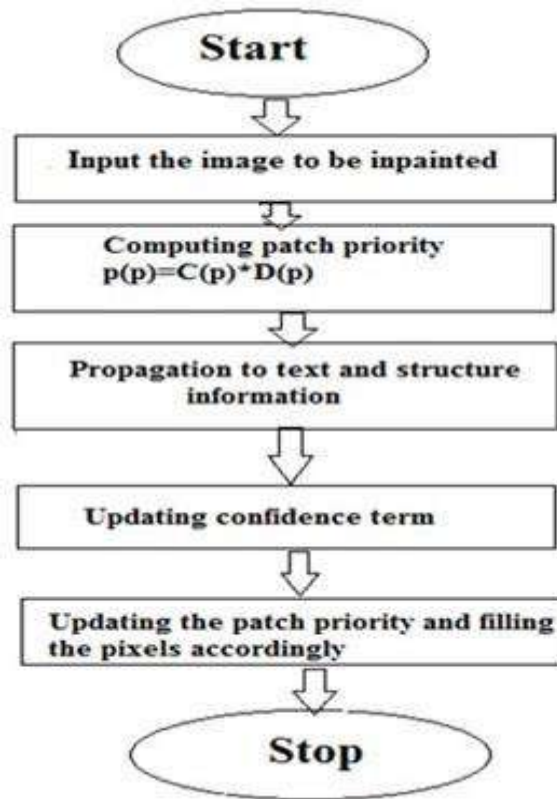 Start
Input the image to be inpainted
Computing patch priority
p(p)=C(p)*D(p)
Propagation to text and structure
information
Updating confidence term
Updating the patch priority and filling
the pixels accordingly
Stop